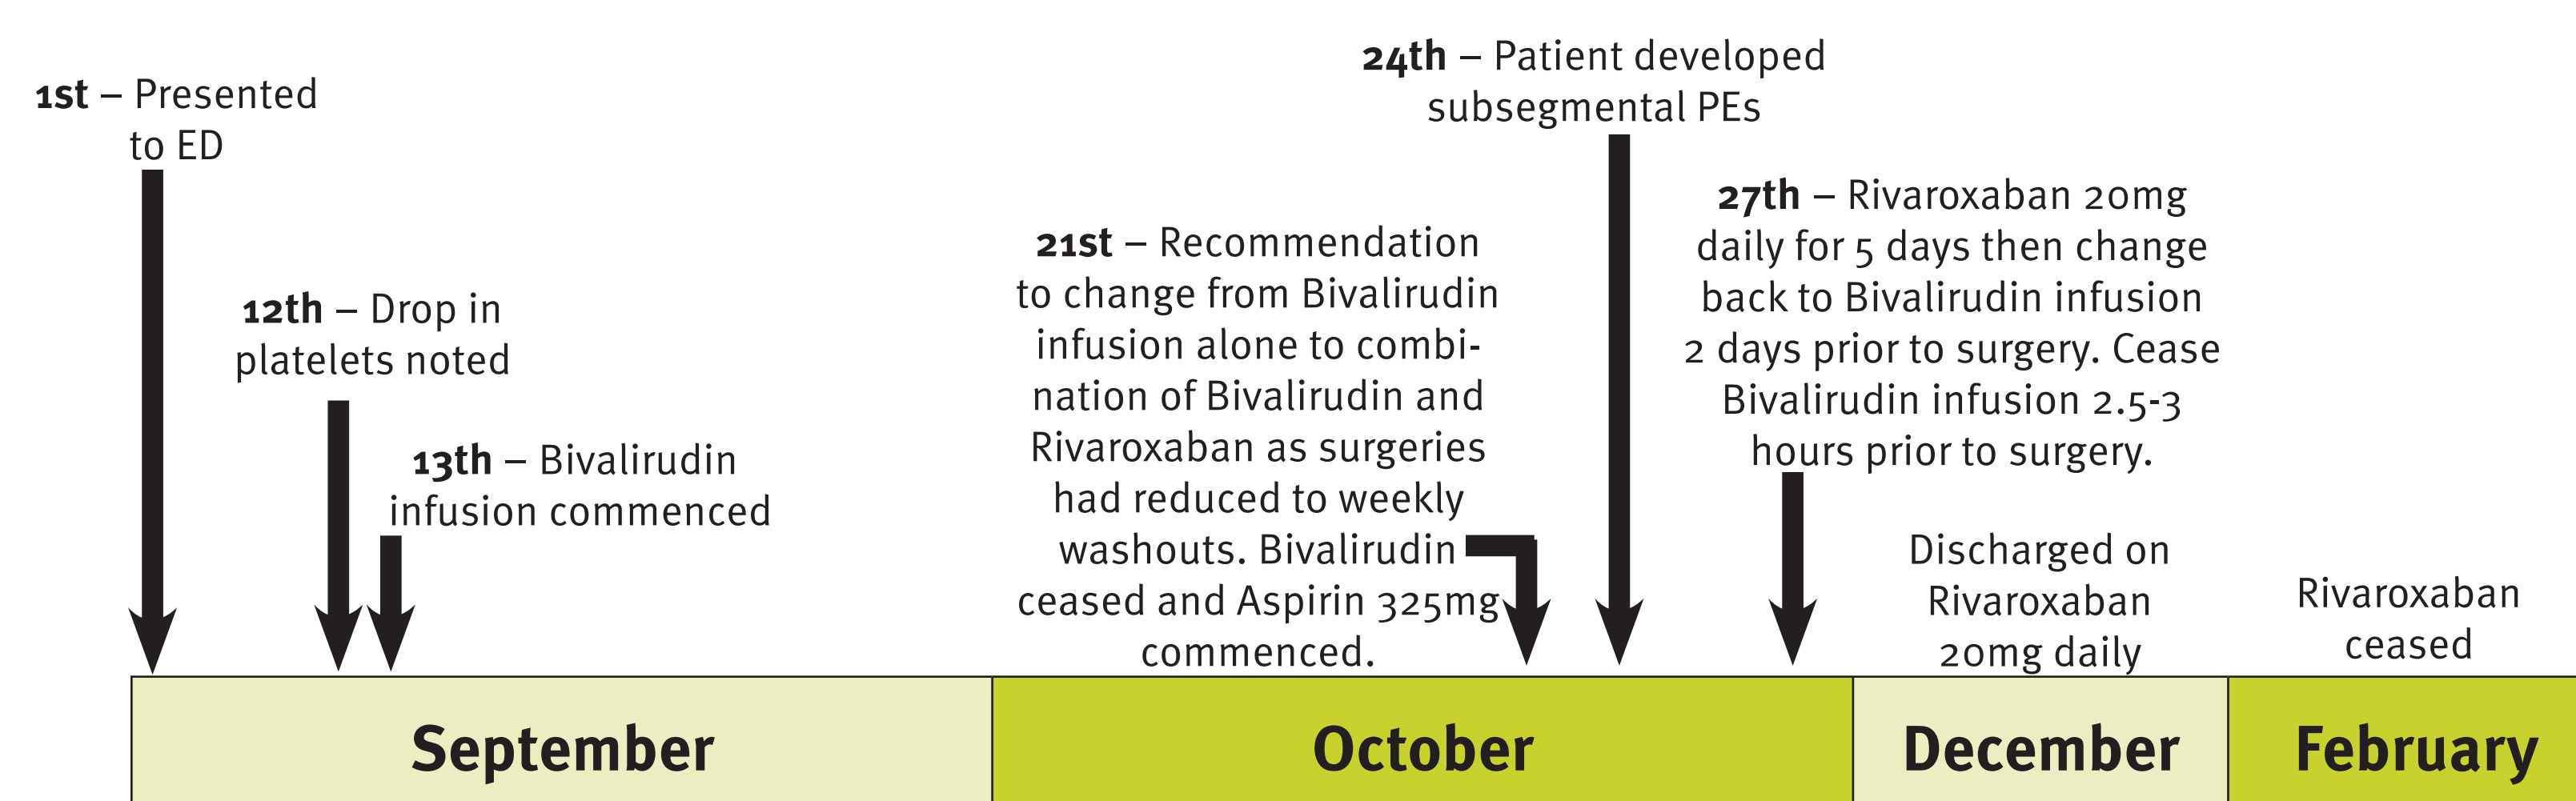 1st – Presented
to ED
12th – Drop in
platelets noted
13th – Bivalirudin
infusion commenced
21st – Recommendation
to change from Bivalirudin
infusion alone to combi-
nation of Bivalirudin and
Rivaroxaban as surgeries
had reduced to weekly
washouts. Bivalirudin
ceased and Aspirin 325mg
commenced.
24th – Patient developed
subsegmental PEs
27th – Rivaroxaban 20mg
daily for 5 days then change
back to Bivalirudin infusion
2 days prior to surgery. Cease
Bivalirudin infusion 2.5-3
hours prior to surgery.
Discharged on
Rivaroxaban
20mg daily
Rivaroxaban
ceased
September
October
December
February